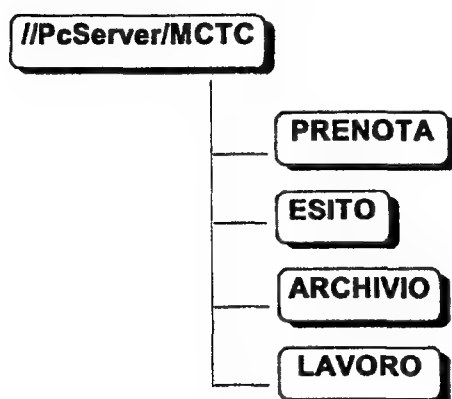 //PcServer/MCTC
PRENOTA
ESITO
ARCHIVIO
LAVORO